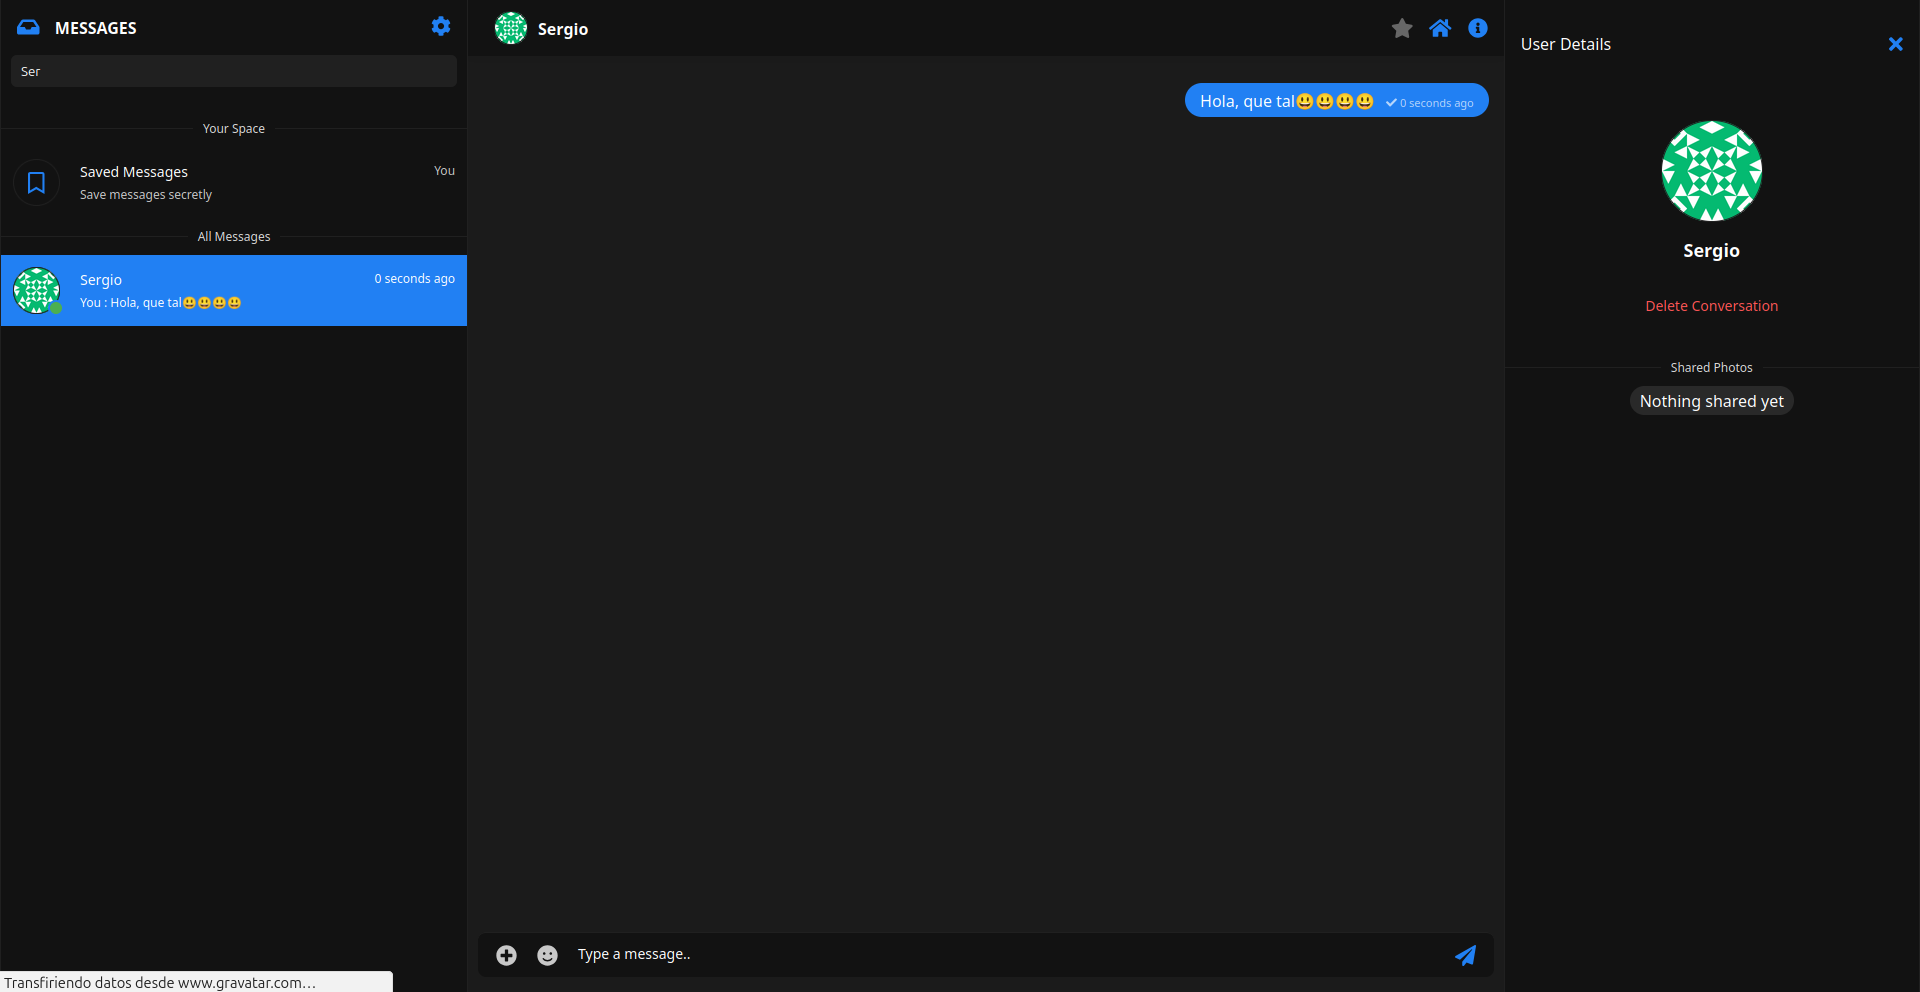 MESSAGES
Ser
Your Space
Saved Messages
You
Save messages secretly
All Messages
Sergio
0 seconds ago
You : Hola, que tal😃😃😃😃
Sergio
Hola, que tal😃😃😃😃 0 seconds ago
Type a message..
User Details
Sergio
Delete Conversation
Shared Photos
Nothing shared yet
Transfiriendo datos desde www.gravatar.com…